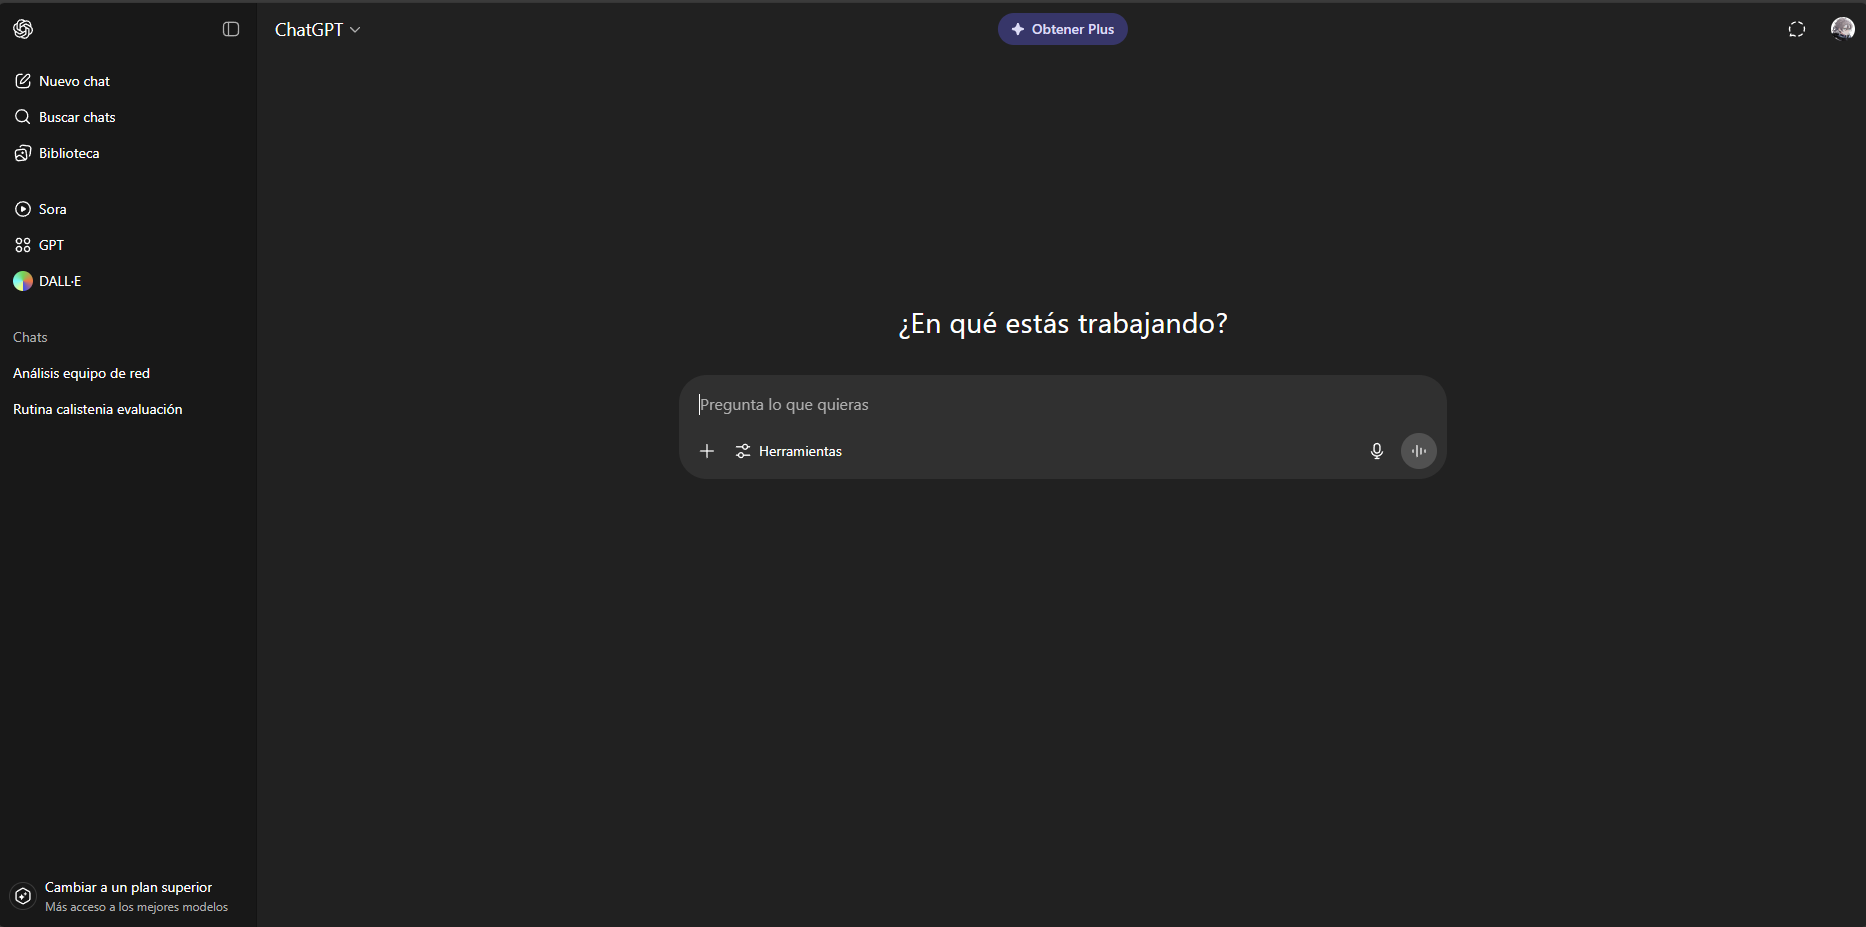 ChatGPT
Obtener Plus
Nuevo chat
Buscar chats
Biblioteca
Sora
GPT
DALL·E
Chats
Análisis equipo de red
Rutina calistenia evaluación
¿En qué estás trabajando?
Pregunta lo que quieras
Herramientas
Cambiar a un plan superior
Más acceso a los mejores modelos